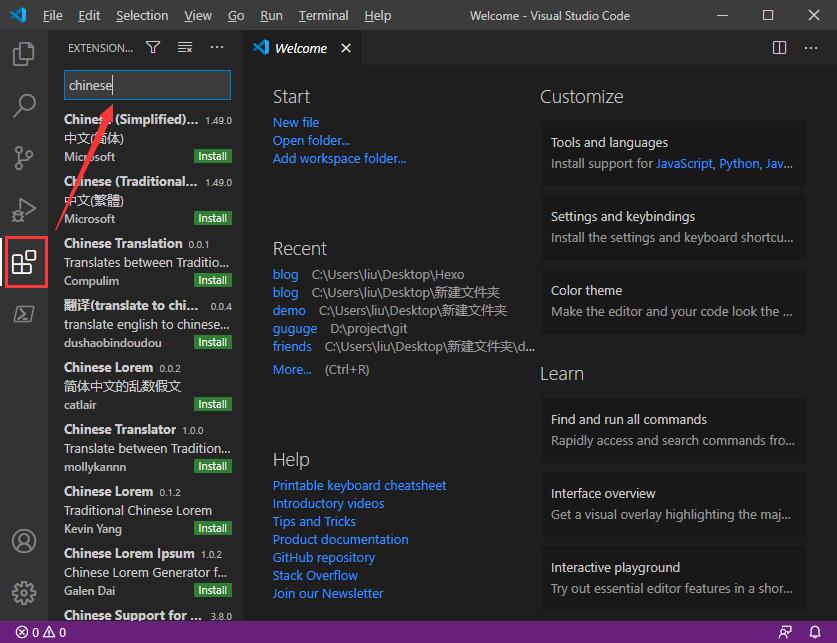 File Edit Selection View Go Run Terminal Help
Welcome - Visual Studio Code
EXTENSION...
Welcome
chinese
Chinese (Simplified)... 1.49.0
中文(简体)
Microsoft Install
Chinese (Traditional... 1.49.0
中文(繁體)
Microsoft Install
Chinese Translation 0.0.1
Translates between Traditio...
Compulim Install
翻译(translate to chi... 0.0.4
translate english to chinese...
dushaobindoudou Install
Chinese Lorem 0.0.2
简体中文的乱数假文
catlair Install
Chinese Translator 1.0.0
Translate between Tradition...
mollykannn Install
Chinese Lorem 0.1.2
Traditional Chinese Lorem
Kevin Yang Install
Chinese Lorem Ipsum 1.0.2
Chinese Lorem Generator f...
Galen Dai Install
Chinese Support for ... 3.8.0
Start
New file
Open folder...
Add workspace folder...
Recent
blog C:\Users\liu\Desktop\Hexo
blog C:\Users\liu\Desktop\新建文件夹
demo C:\Users\liu\Desktop\新建文件夹
guguge D:\project\git
friends C:\Users\liu\Desktop\新建文件夹\d...
More... (Ctrl+R)
Help
Printable keyboard cheatsheet
Introductory videos
Tips and Tricks
Product documentation
GitHub repository
Stack Overflow
Join our Newsletter
Customize
Tools and languages
Install support for JavaScript, Python, Jav...
Settings and keybindings
Install the settings and keyboard shortcu...
Color theme
Make the editor and your code look the ...
Learn
Find and run all commands
Rapidly access and search commands fro...
Interface overview
Get a visual overlay highlighting the maj...
Interactive playground
Try out essential editor features in a shor...
0 0